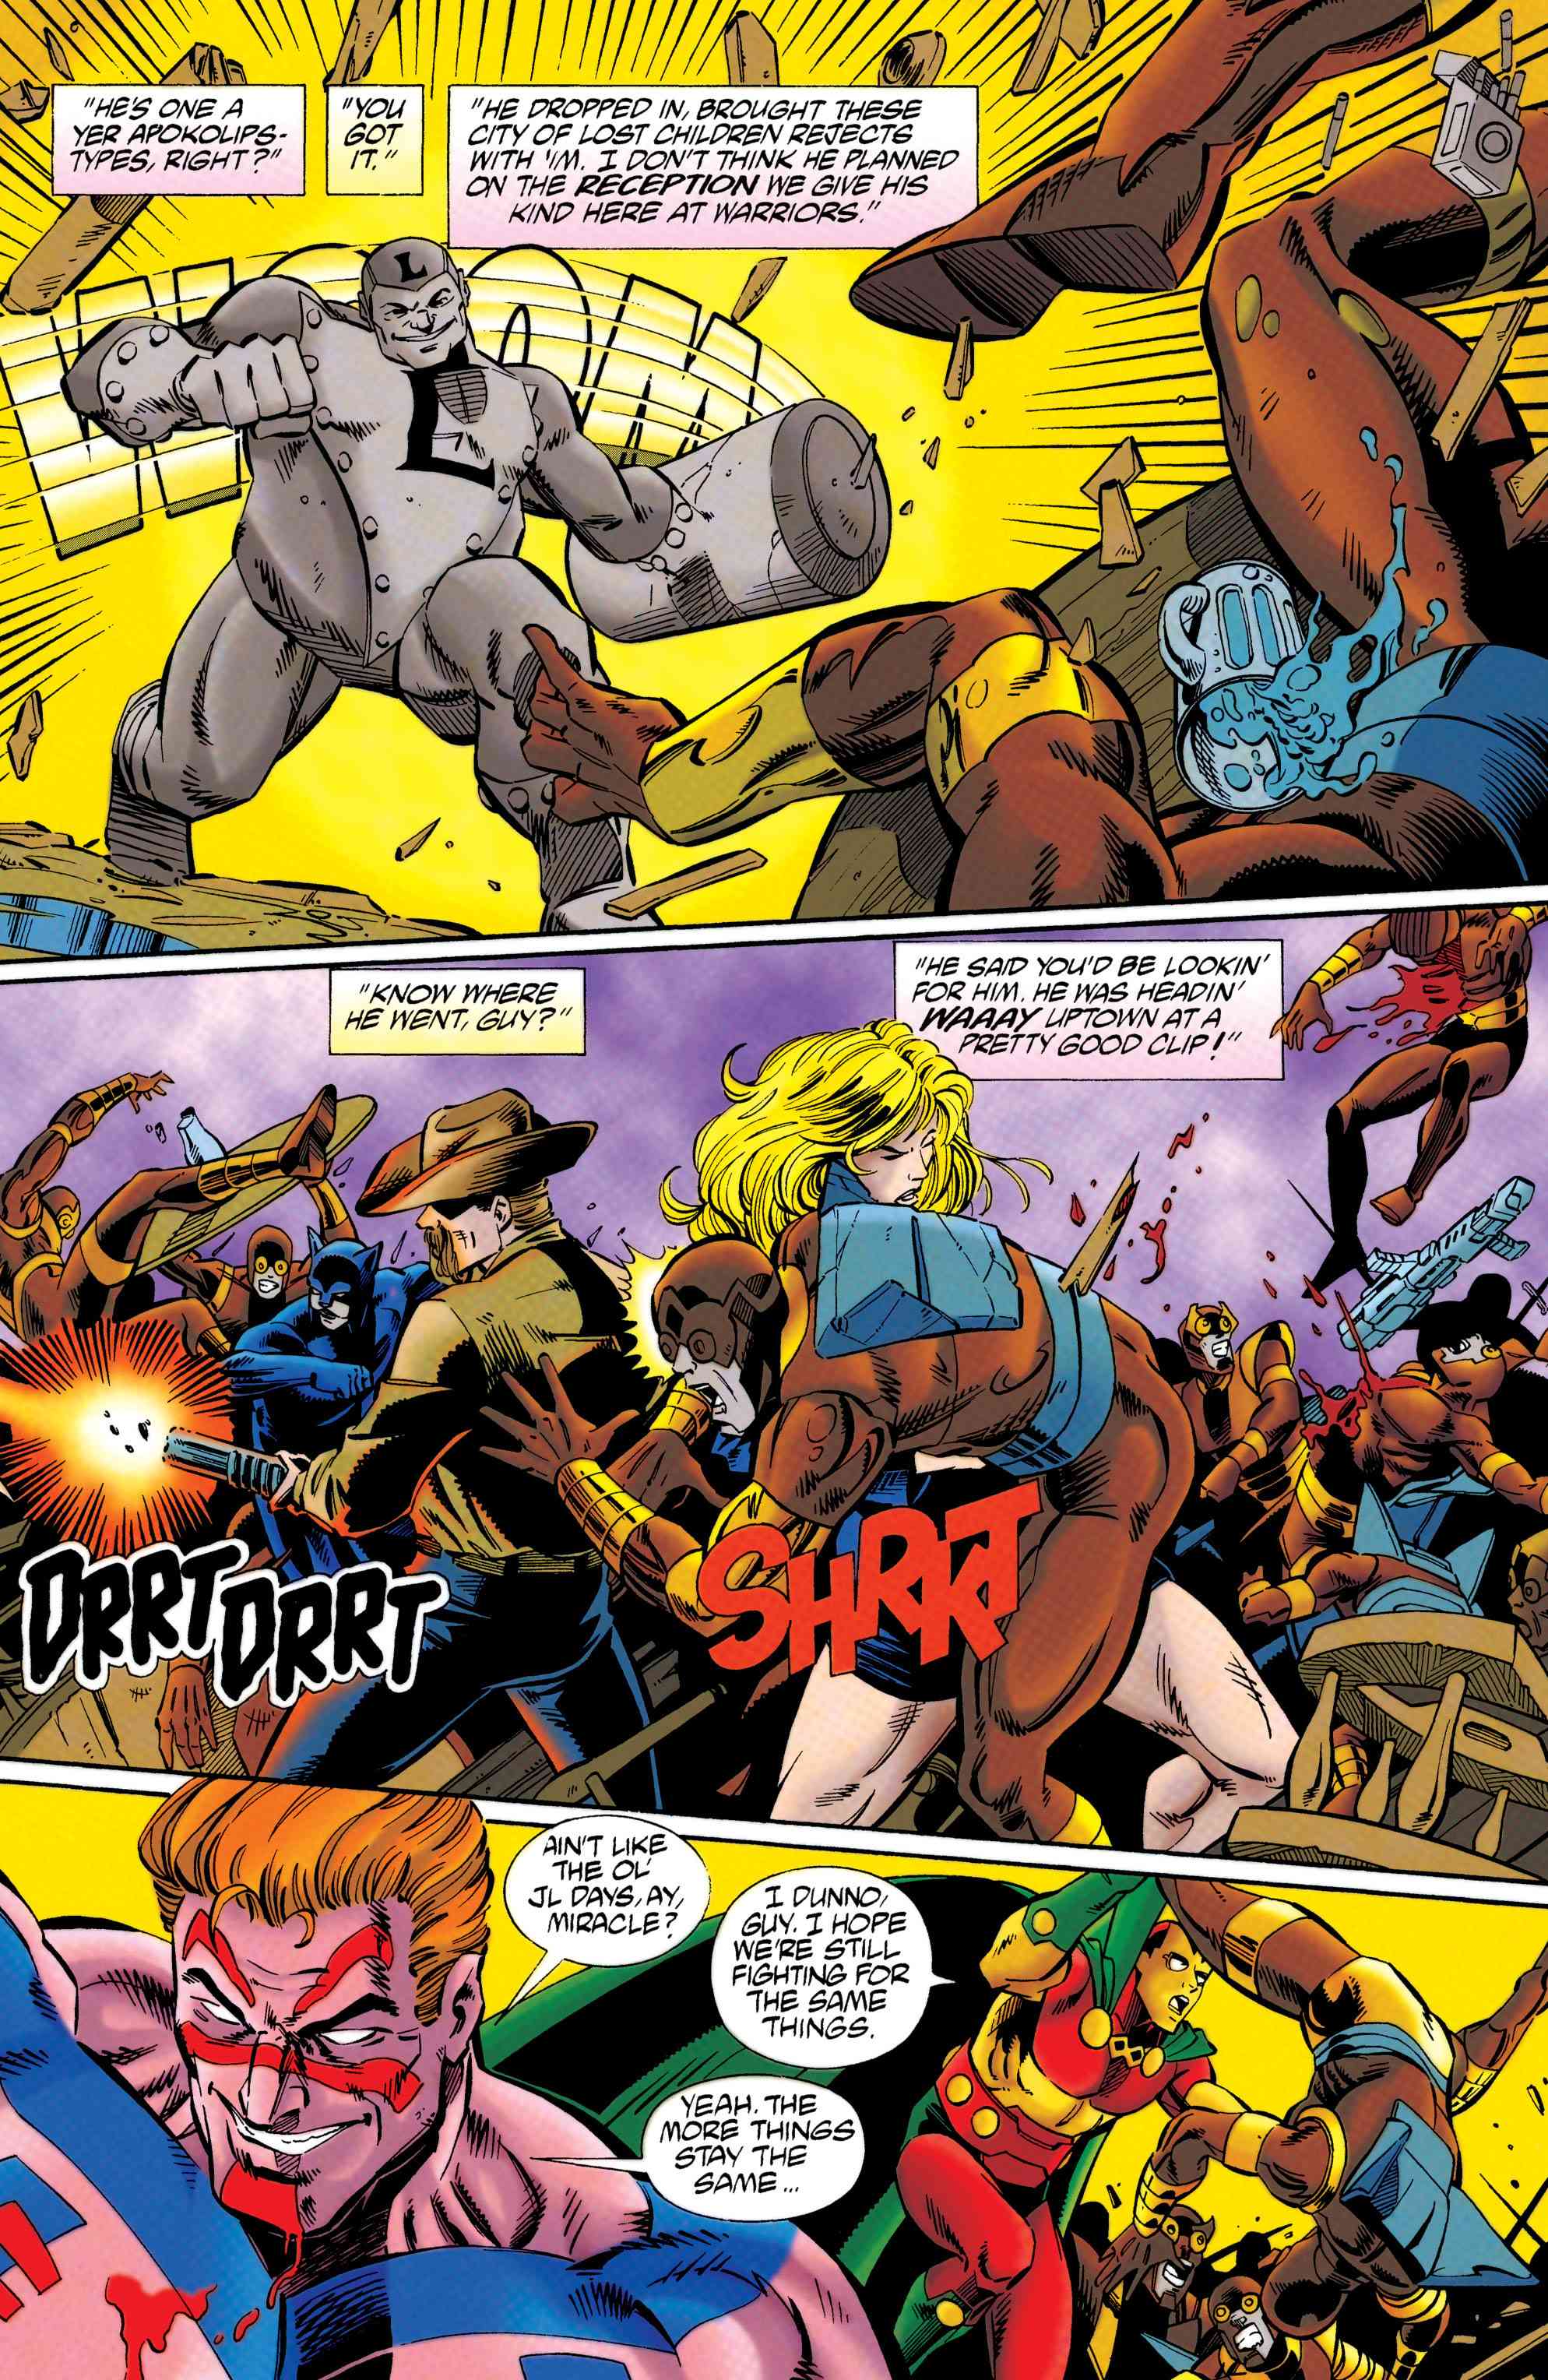 "HE'S ONE A
YER APOKOLIPS-
TYPES, RIGHT?"
"YOU
GOT
IT."
"HE DROPPED IN, BROUGHT THESE
CITY OF LOST CHILDREN REJECTS
WITH 'IM. I DON'T THINK HE PLANNED
ON THE RECEPTION WE GIVE HIS
KIND HERE AT WARRIORS."
L
L
"KNOW WHERE
HE WENT, GUY?"
"HE SAID YOU'D BE LOOKIN'
FOR HIM. HE WAS HEADIN'
WAAAY UPTOWN AT A
PRETTY GOOD CLIP!"
DRRT DRRT
SHRKT
AIN'T LIKE
THE OL'
JL DAYS, AY,
MIRACLE?
I DUNNO,
GUY. I HOPE
WE'RE STILL
FIGHTING FOR
THE SAME
THINGS.
YEAH. THE
MORE THINGS
STAY THE
SAME...